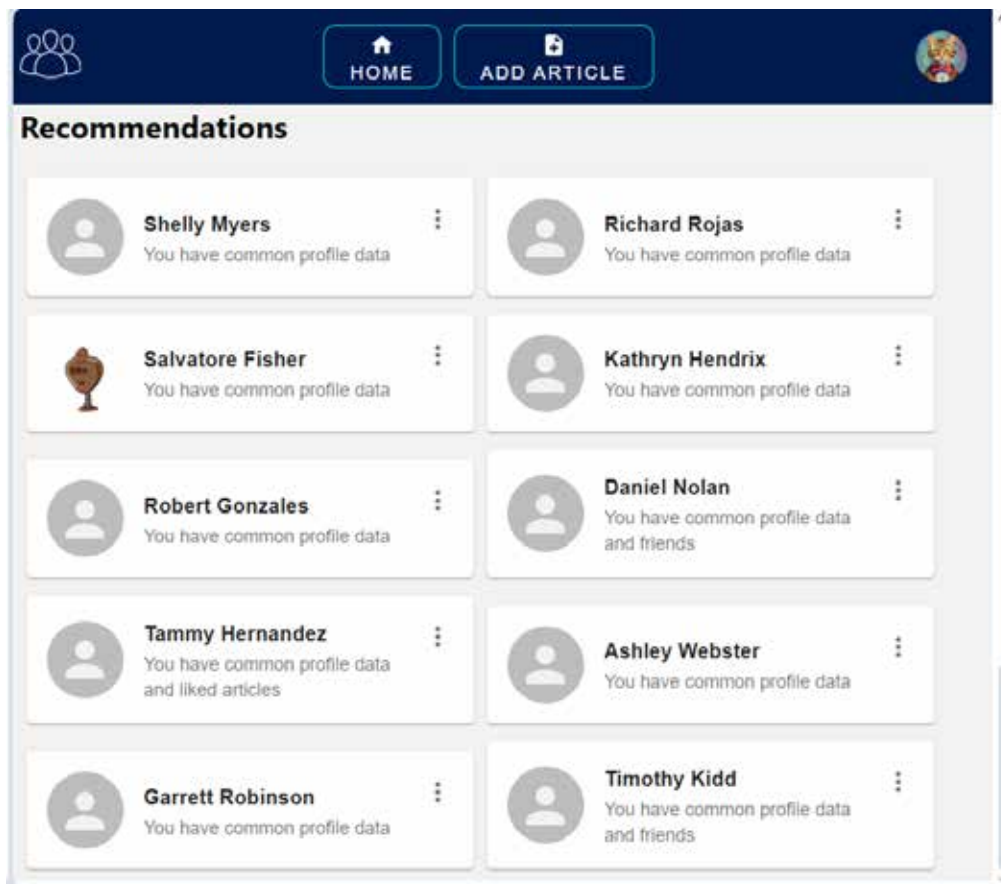 HOME
ADD ARTICLE
Recommendations
Shelly Myers
You have common profile data
Richard Rojas
You have common profile data
Salvatore Fisher
You have common profile data
Kathryn Hendrix
You have common profile data
Robert Gonzales
You have common profile data
Daniel Nolan
You have common profile data
and friends
Tammy Hernandez
You have common profile data
and liked articles
Ashley Webster
You have common profile data
Garrett Robinson
You have common profile data
Timothy Kidd
You have common profile data
and friends